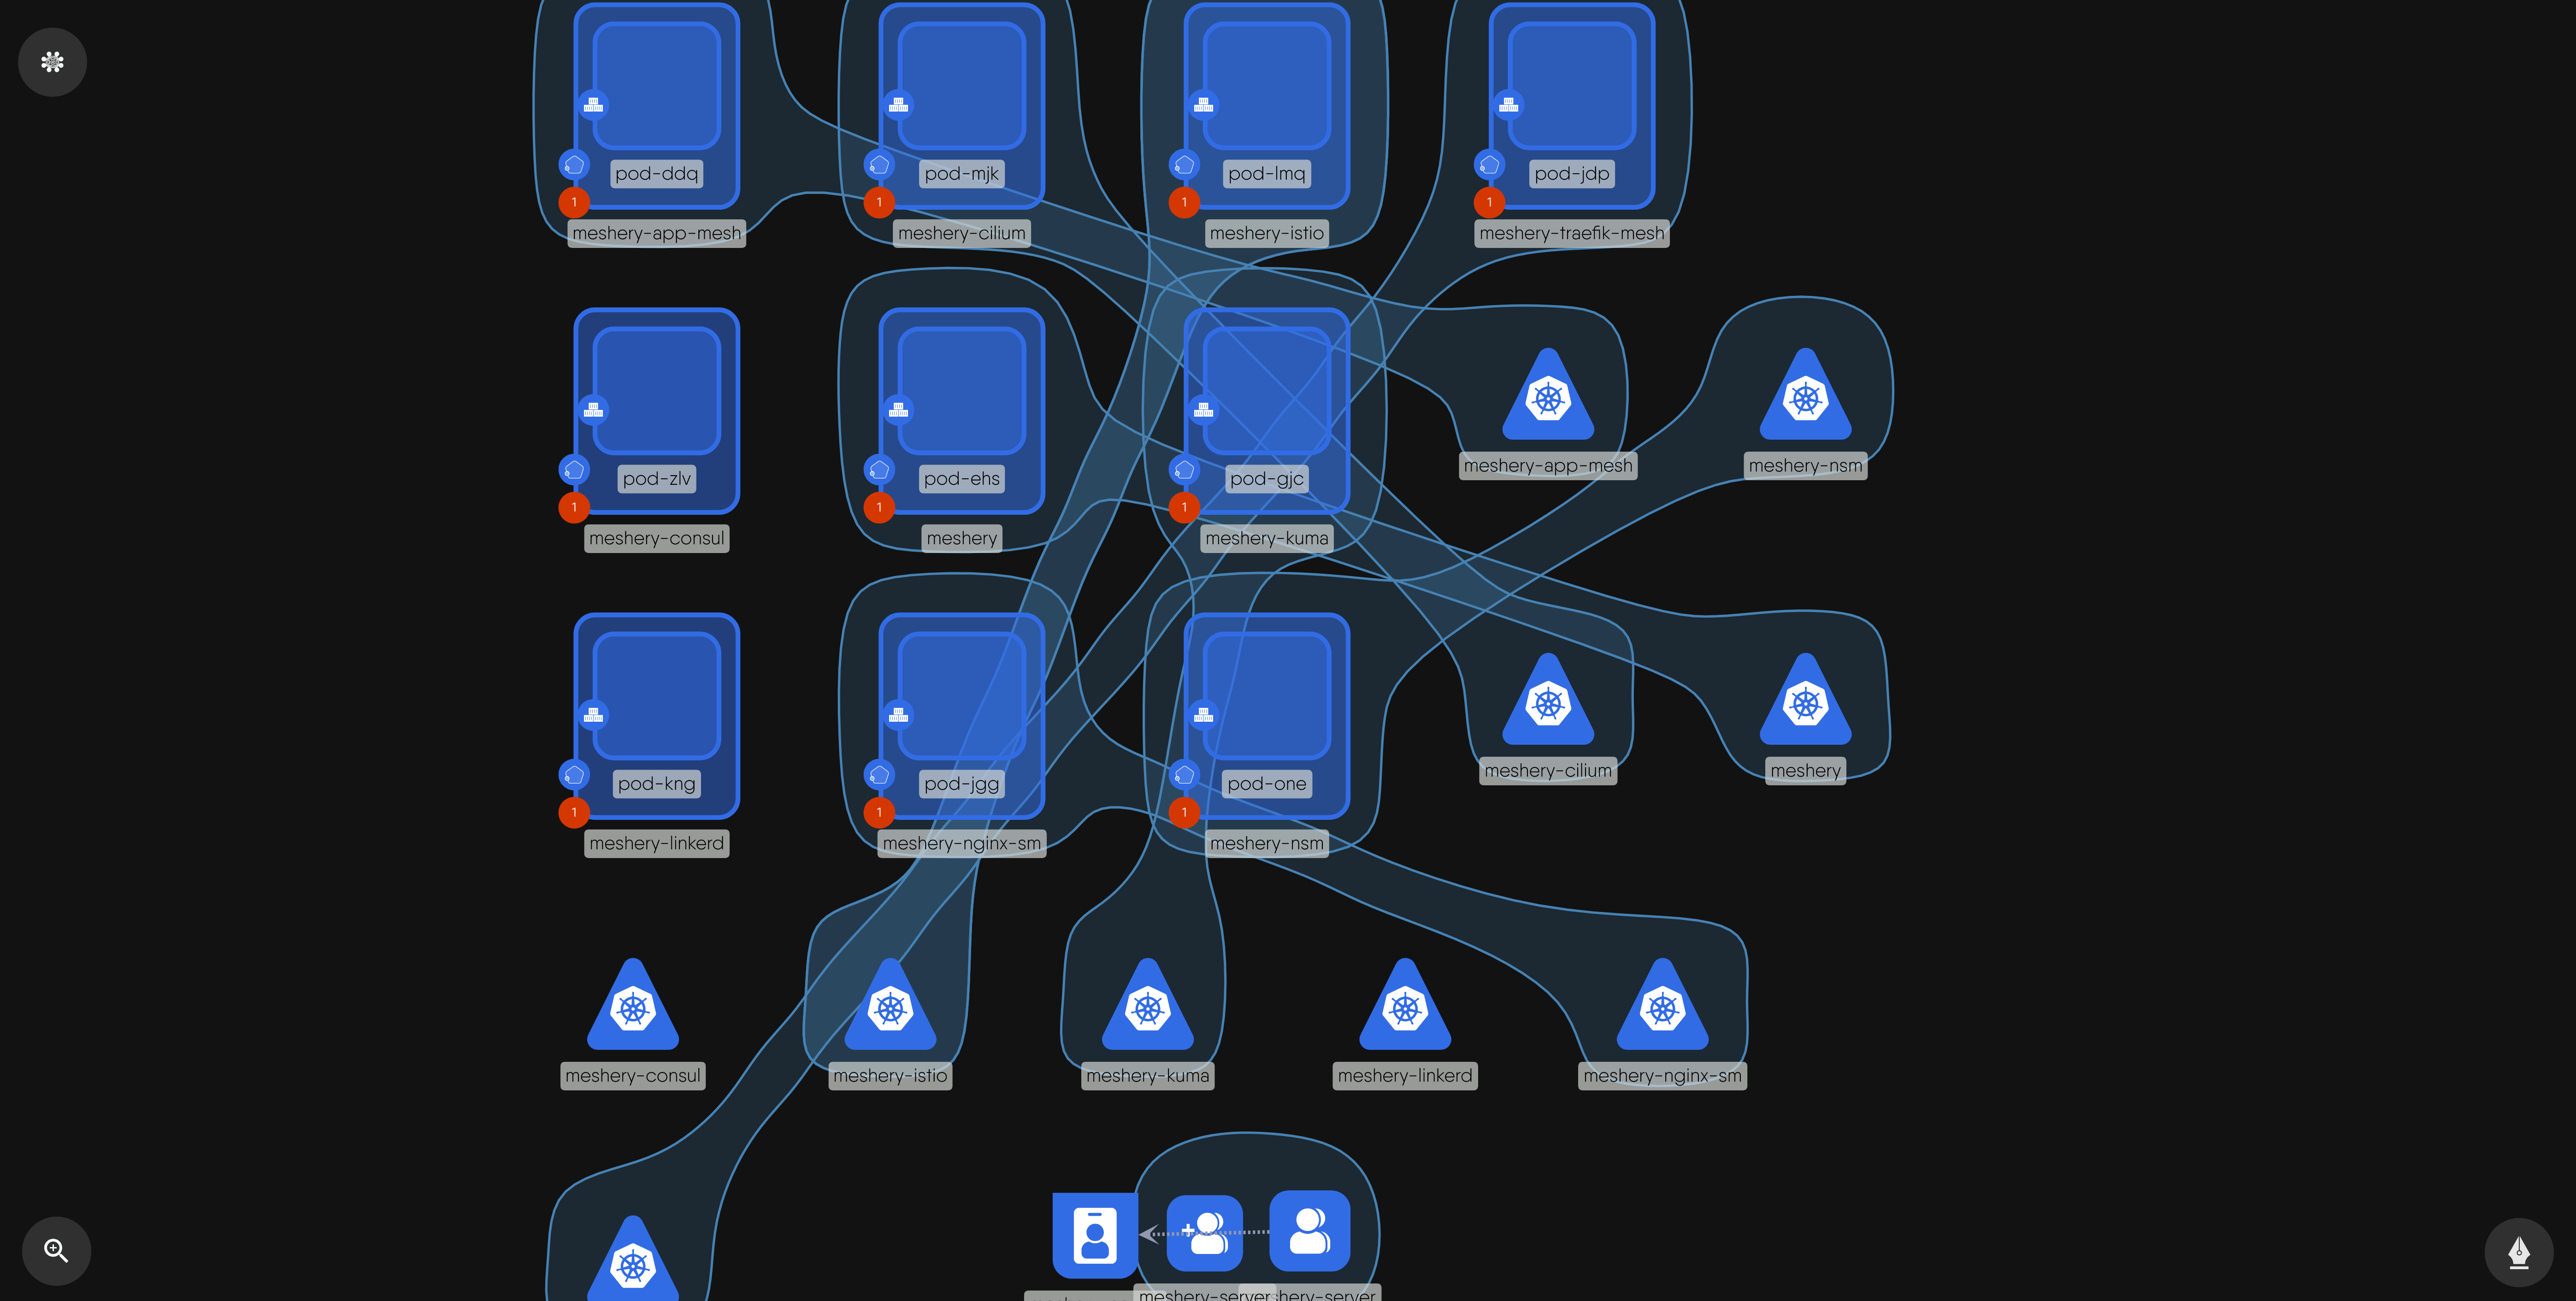 pod-ddq
pod-mjk
pod-lmq
pod-jdp
1
1
1
1
meshery-app-mesh
meshery-cilium
meshery-istio
meshery-traefik-mesh
pod-zlv
pod-ehs
pod-gjc
meshery-app-mesh
meshery-nsm
1
1
1
meshery-consul
meshery
meshery-kuma
pod-kng
pod-jgg
pod-one
meshery-cilium
meshery
1
1
1
meshery-linkerd
meshery-nginx-sm
meshery-nsm
meshery-consul
meshery-istio
meshery-kuma
meshery-linkerd
meshery-nginx-sm
meshery-server
hery-server